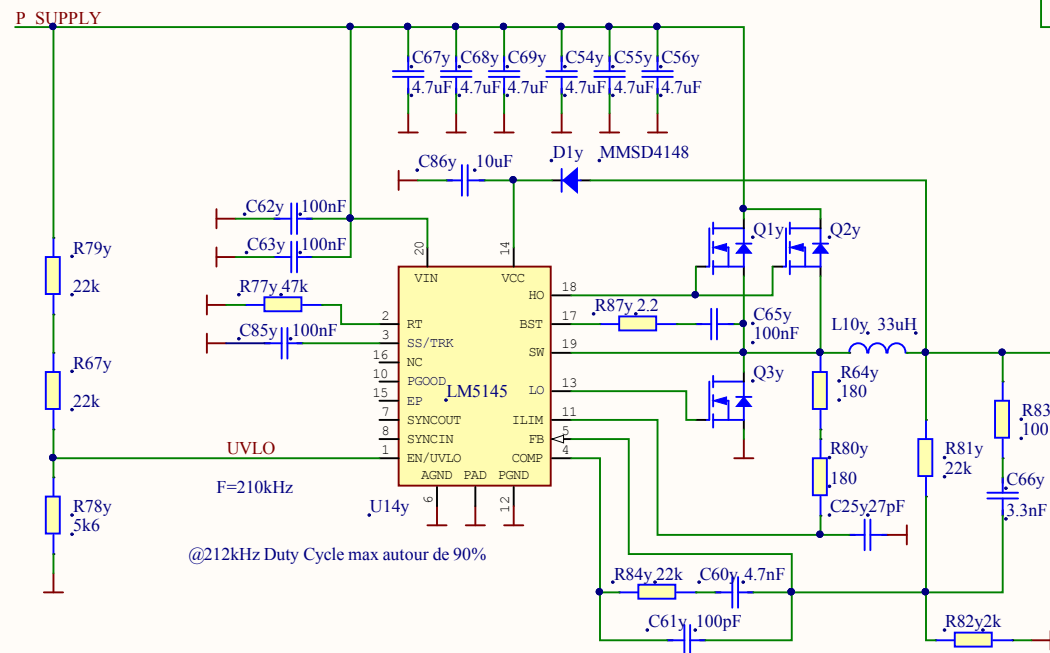 P_SUPPLY
C67y
C68y
C69y
C54y
C55y
C56y
4.7uF
4.7uF
4.7uF
4.7uF
4.7uF
4.7uF
C86y
10uF
D1y
MMSD4148
C62y
100nF
C63y
100nF
R79y
22k
R77y
47k
C85y
100nF
R67y
22k
20
14
VIN
VCC
2
RT
3
SS/TRK
16
NC
10
PGOOD
15
EP
7
SYNCOUT
8
SYNCIN
1
EN/UVLO
LM5145
HO
18
BST
17
SW
19
LO
13
ILIM
11
FB
5
COMP
4
AGND
PAD
PGND
6
12
U14y
Q1y
Q2y
R87y
2.2
C65y
100nF
L10y
33uH
Q3y
R64y
180
R80y
180
C25y
27pF
R83
100
R81y
22k
C66y
3.3nF
UVLO
F=210kHz
R78y
5k6
@212kHz Duty Cycle max autour de 90%
R84y
22k
C60y
4.7nF
C61y
100pF
R82y
2k